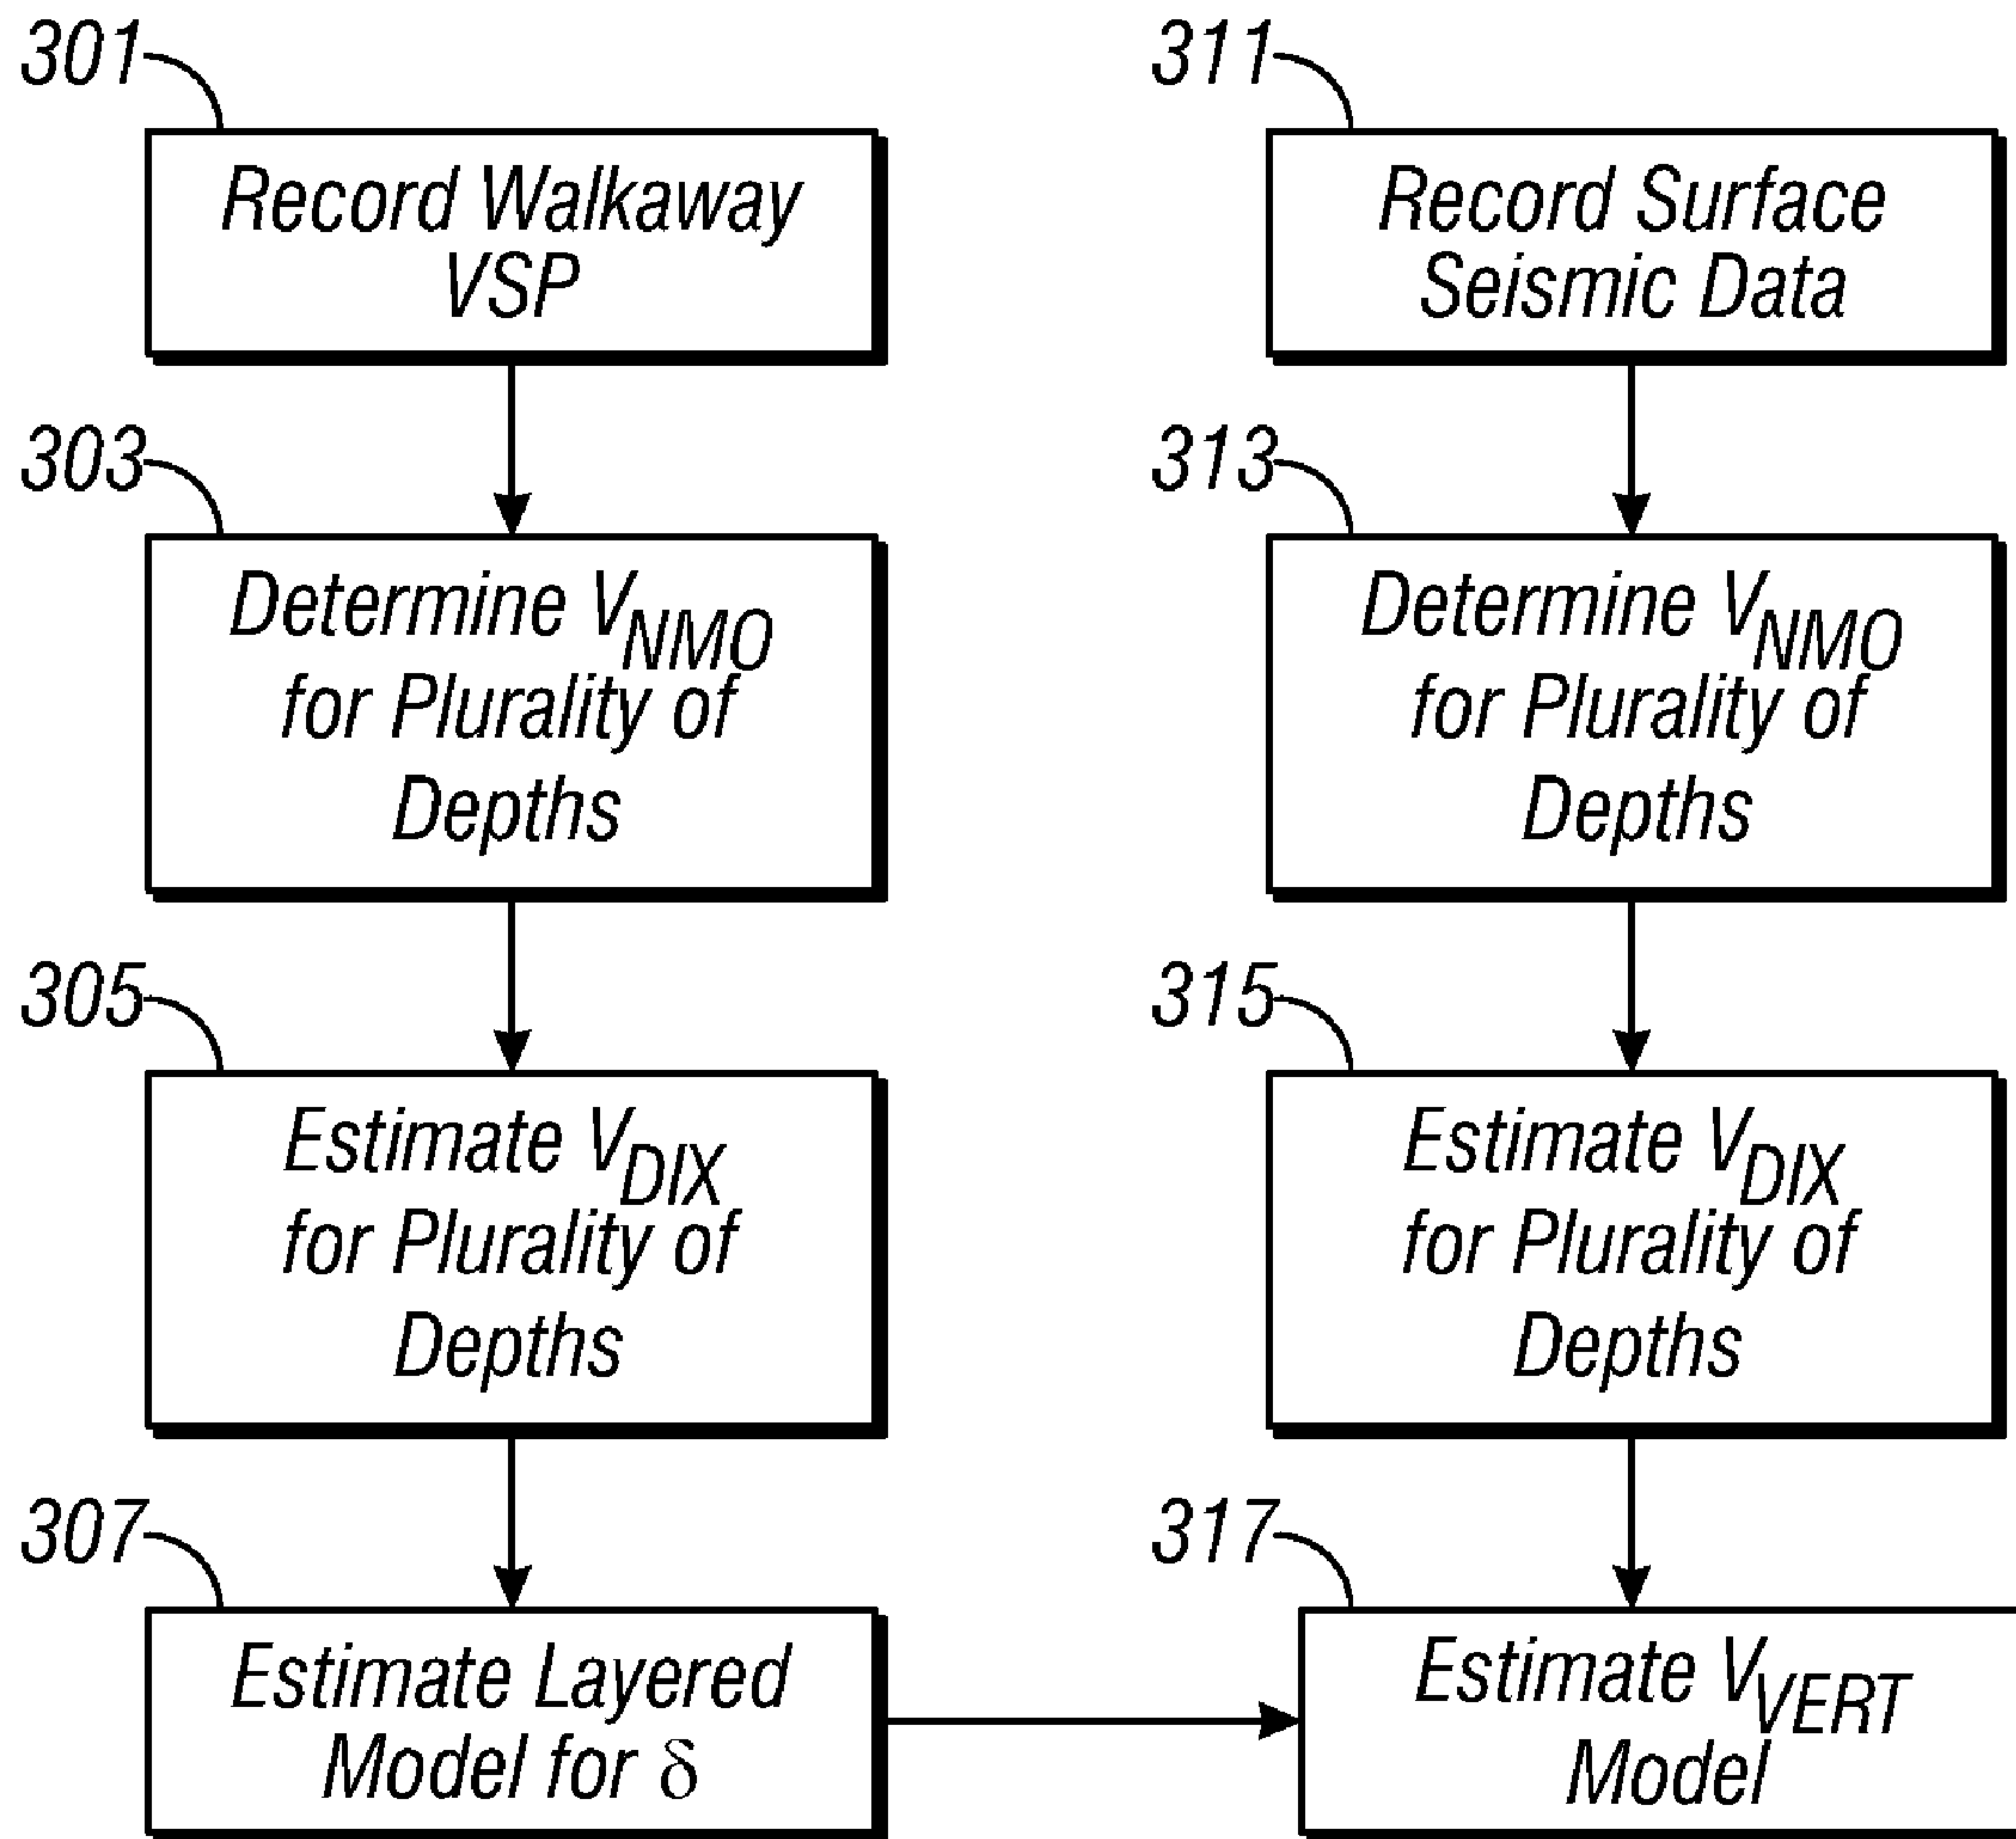 301
Record Walkaway
VSP
303
Determine VNMO
for Plurality of
Depths
305
Estimate VDIX
for Plurality of
Depths
307
Estimate Layered
Model for δ
311
Record Surface
Seismic Data
313
Determine VNMO
for Plurality of
Depths
315
Estimate VDIX
for Plurality of
Depths
317
Estimate VVERT
Model